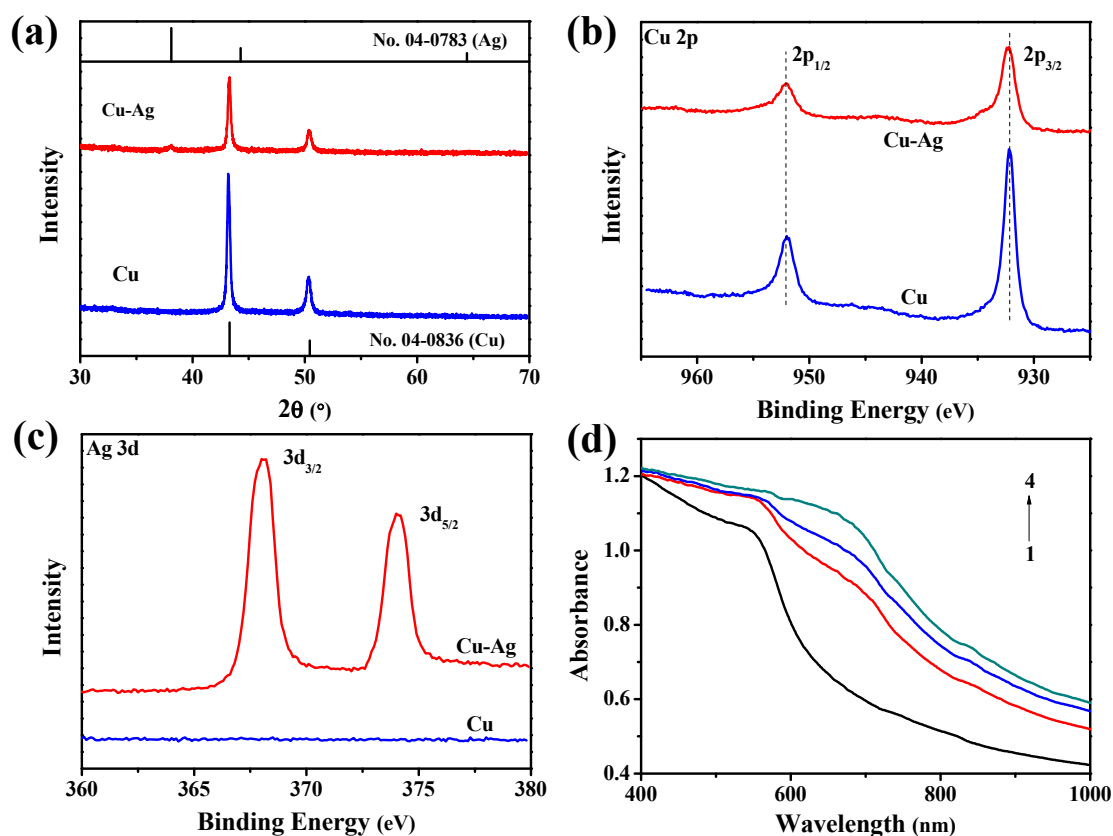 (a)
No. 04-0783 (Ag)
Cu-Ag
Cu
No. 04-0836 (Cu)
Intensity
30 40 50 60 70
2θ (°)
(b)
Cu 2p
2p1/2
2p3/2
Cu-Ag
Cu
Intensity
960 950 940 930
Binding Energy (eV)
(c)
Ag 3d
3d3/2
3d5/2
Cu-Ag
Cu
Intensity
360 365 370 375 380
Binding Energy (eV)
(d)
4
1
1.2
1.0
0.8
0.6
0.4
Absorbance
400 600 800 1000
Wavelength (nm)